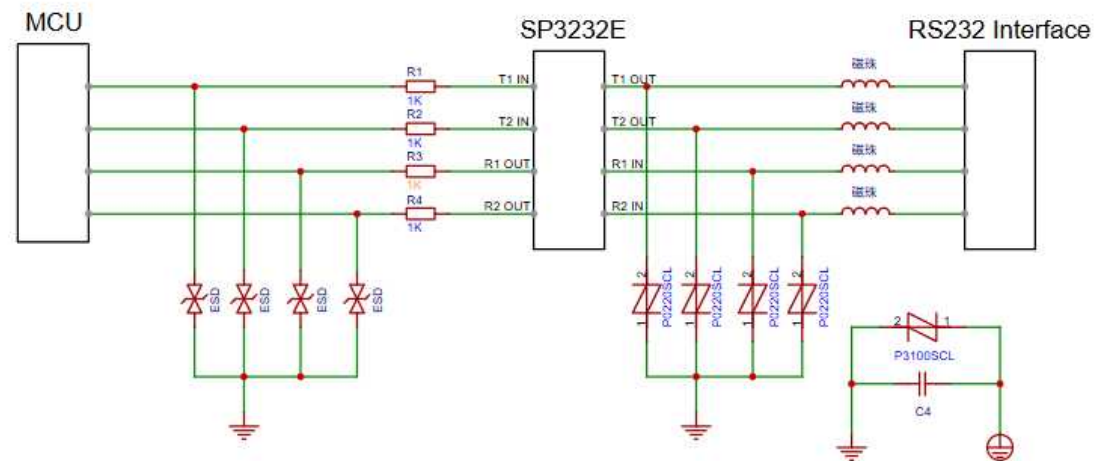 MCU
SP3232E
RS232 Interface
R1
1K
T1 IN
T1 OUT
磁珠
R2
1K
T2 IN
T2 OUT
磁珠
R3
1K
R1 OUT
R1 IN
磁珠
R4
1K
R2 OUT
R2 IN
磁珠
ESD
ESD
ESD
ESD
2
1
P0220SCL
2
1
P0220SCL
2
1
P0220SCL
2
1
P0220SCL
2
1
P3100SCL
C4